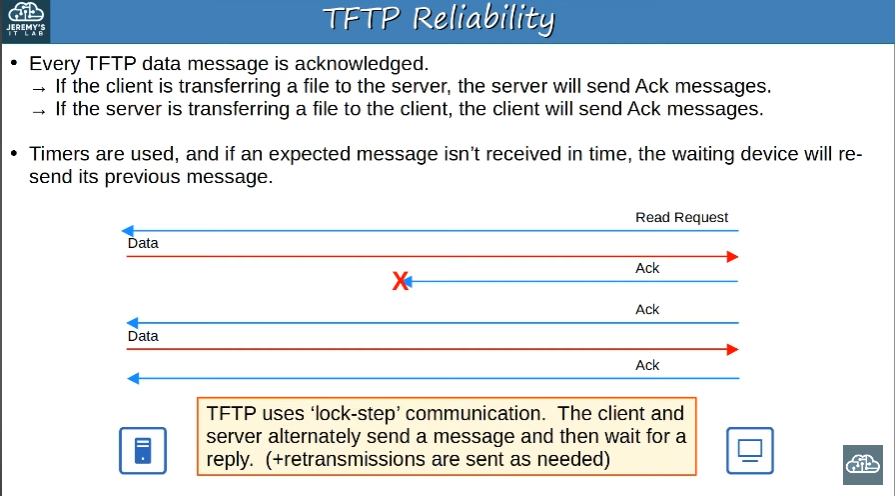 JEREMY'S
IT LAB
TFTP Reliability
• Every TFTP data message is acknowledged.
→ If the client is transferring a file to the server, the server will send Ack messages.
→ If the server is transferring a file to the client, the client will send Ack messages.
• Timers are used, and if an expected message isn't received in time, the waiting device will re-
send its previous message.
Read Request
Data
Ack
X
Ack
Data
Ack
TFTP uses ‘lock-step’ communication. The client and
server alternately send a message and then wait for a
reply. (+retransmissions are sent as needed)